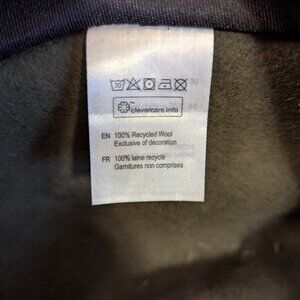 clevercare.info
EN 100% Recycled Wool
Exclusive of decoration
FR 100% laine recyclé
Garnitures non comprises